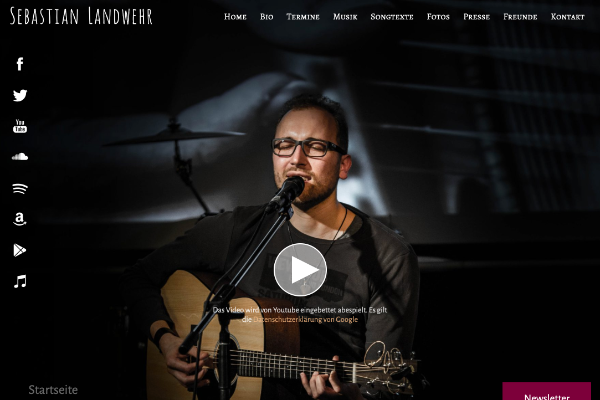 Sebastian Landwehr
Home Bio Termine Musik Songtexte Fotos Presse Freunde Kontakt
You
Tube
Das Video wird von Youtube eingebettet abespielt. Es gilt
die Datenschutzerklärung von Google
Startseite
Newsletter